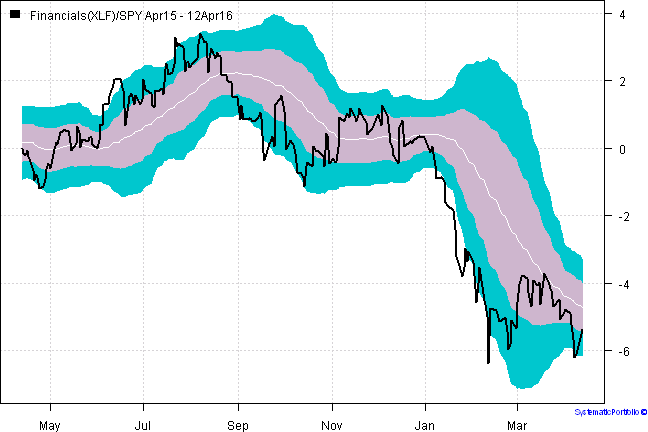 Financials(XLF)/SPY Apr15 - 12Apr16
4
2
0
-2
-4
-6
May Jul Sep Nov Jan Mar
SystematicPortfolio ©